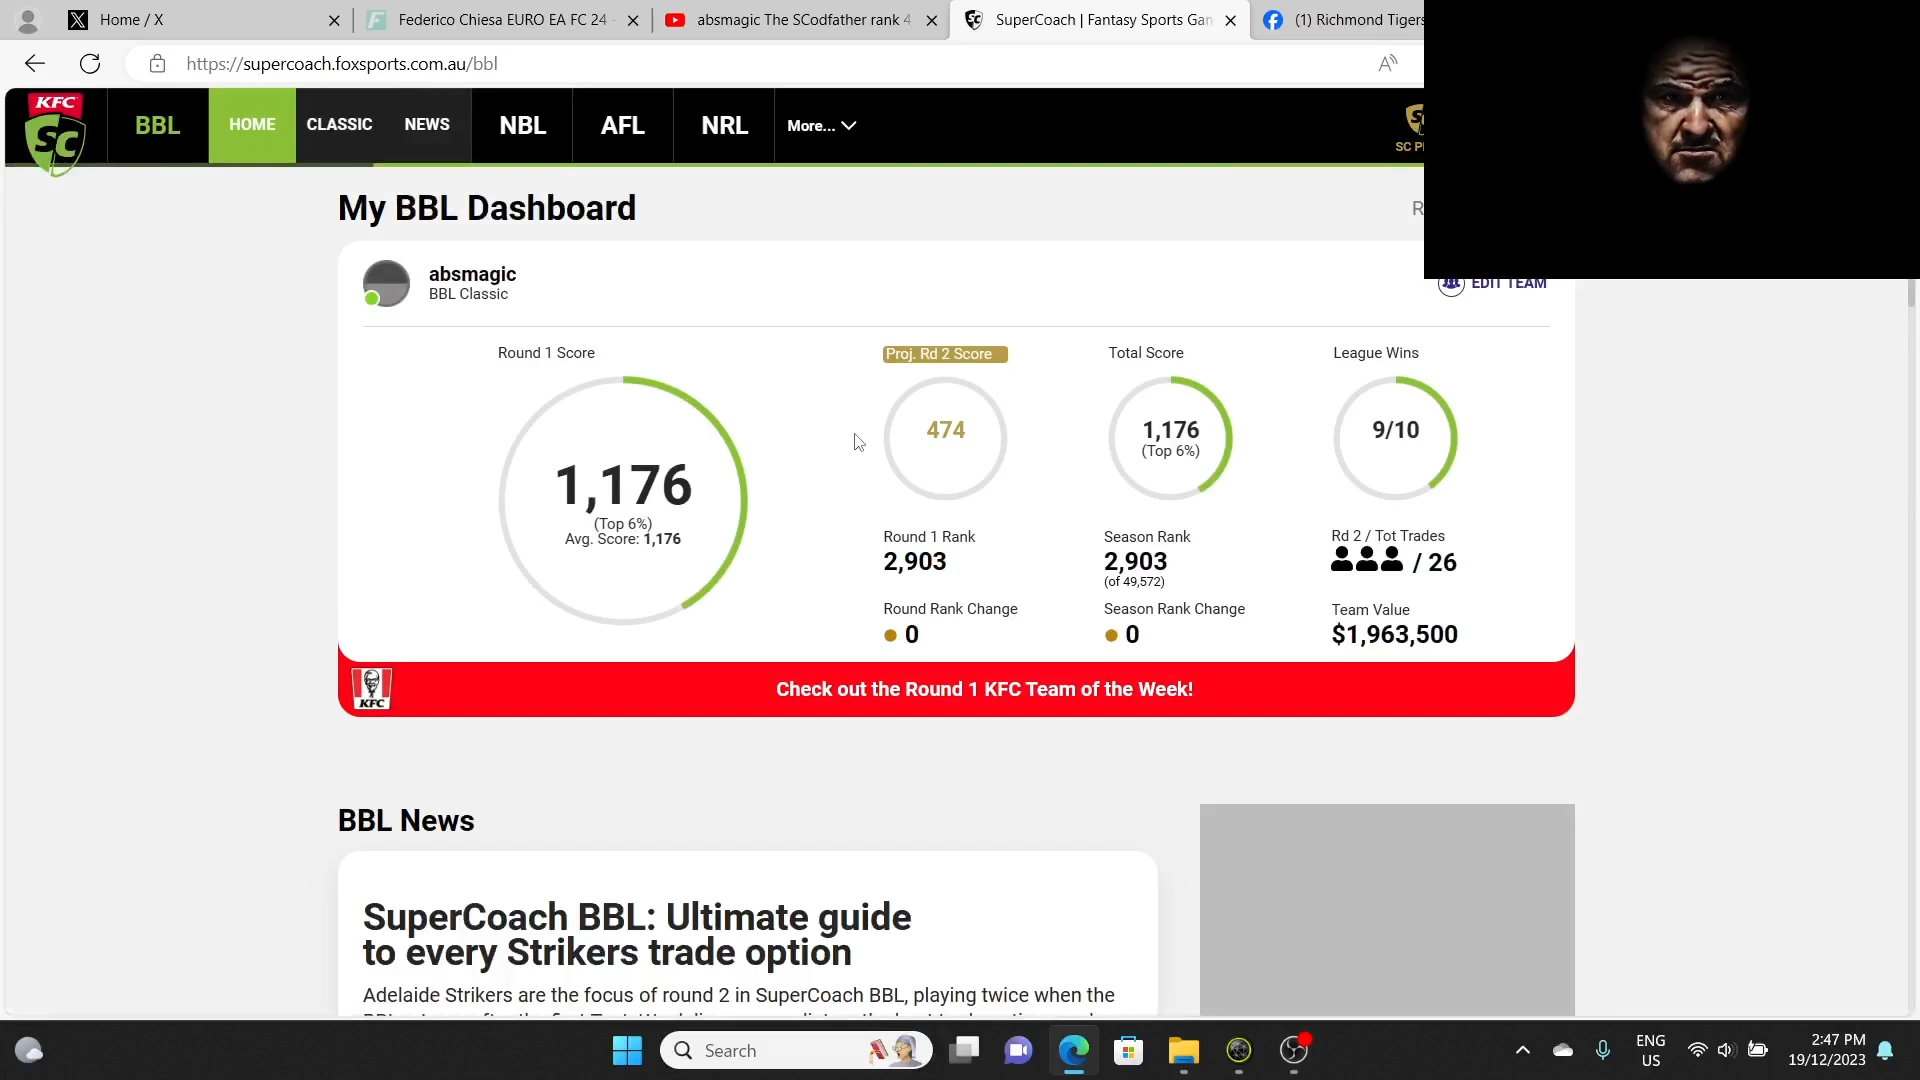 Home / X
Federico Chiesa EURO EA FC 24 -
absmagic The SCodfather rank 4
SuperCoach | Fantasy Sports Gam
(1) Richmond Tigers
https://supercoach.foxsports.com.au/bbl
KFC
SC
BBL
HOME
CLASSIC
NEWS
NBL
AFL
NRL
More...
SC
SC P
My BBL Dashboard
R
absmagic
BBL Classic
EDIT TEAM
Round 1 Score
Proj. Rd 2 Score
Total Score
League Wins
1,176
(Top 6%)
Avg. Score: 1,176
474
1,176
(Top 6%)
9/10
Round 1 Rank
2,903
Season Rank
2,903
(of 49,572)
Rd 2 / Tot Trades
/ 26
Round Rank Change
0
Season Rank Change
0
Team Value
$1,963,500
KFC
Check out the Round 1 KFC Team of the Week!
BBL News
SuperCoach BBL: Ultimate guide
to every Strikers trade option
Adelaide Strikers are the focus of round 2 in SuperCoach BBL, playing twice when the
Search
ENG
US
2:47 PM
19/12/2023